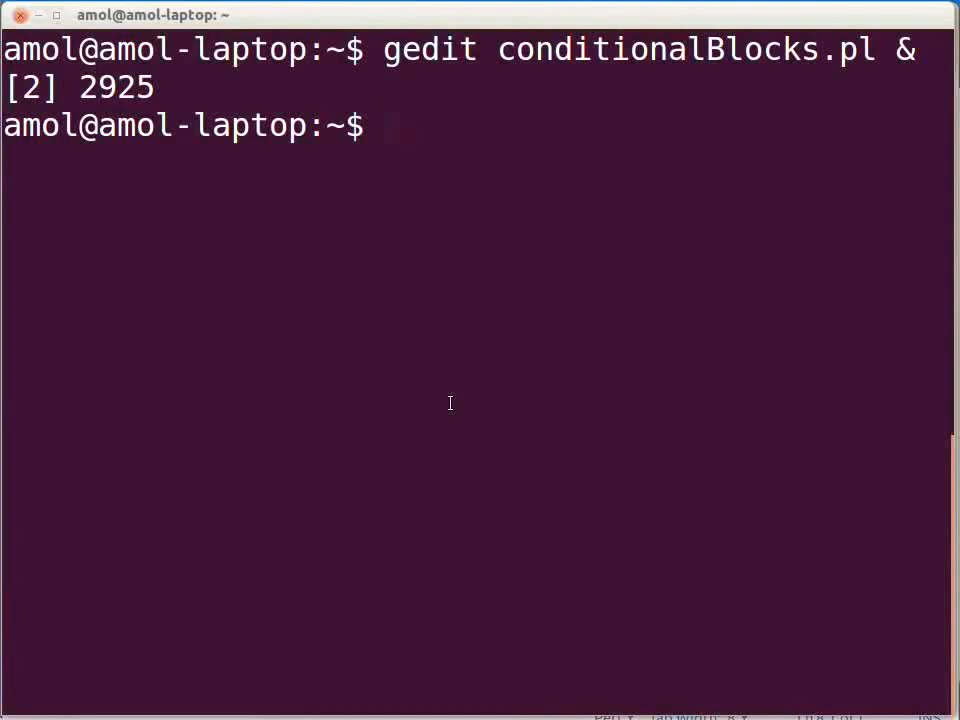 amol@amol-laptop: ~
amol@amol-laptop:~$ gedit conditionalBlocks.pl &
[2] 2925
amol@amol-laptop:~$